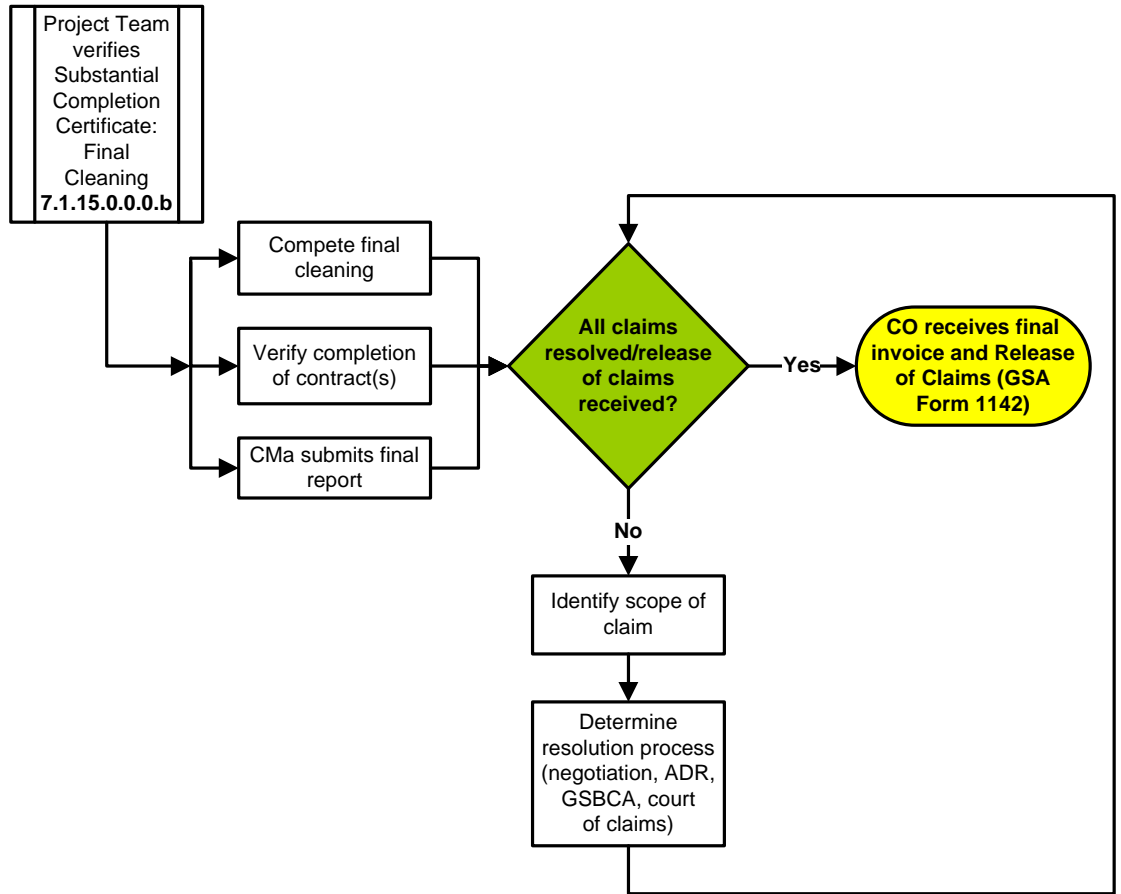 Project Team
verifies
Substantial
Completion
Certificate:
Final
Cleaning
7.1.15.0.0.0.b
Compete final
cleaning
Verify completion
of contract(s)
CMa submits final
report
All claims
resolved/release
of claims
received?
Yes
CO receives final
invoice and Release
of Claims (GSA
Form 1142)
No
Identify scope of
claim
Determine
resolution process
(negotiation, ADR,
GSBCA, court
of claims)